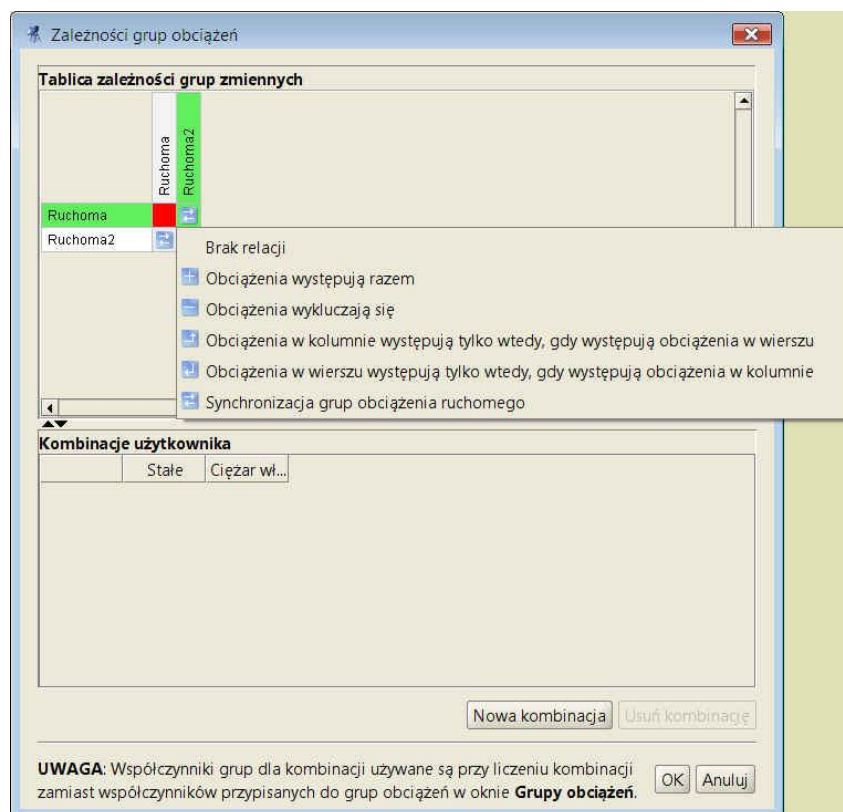 Zależności grup obciążeń
Tablica zależności grup zmiennych
Ruchoma
Ruchoma2
Ruchoma
Ruchoma2
Brak relacji
Obciążenia występują razem
Obciążenia wykluczają się
Obciążenia w kolumnie występują tylko wtedy, gdy występują obciążenia w wierszu
Obciążenia w wierszu występują tylko wtedy, gdy występują obciążenia w kolumnie
Synchronizacja grup obciążenia ruchomego
Kombinacje użytkownika
Stałe Ciężar wł...
Nowa kombinacja Usuń kombinację
UWAGA: Współczynniki grup dla kombinacji używane są przy liczeniu kombinacji
zamiast współczynników przypisanych do grup obciążeń w oknie Grupy obciążeń.
OK Anuluj